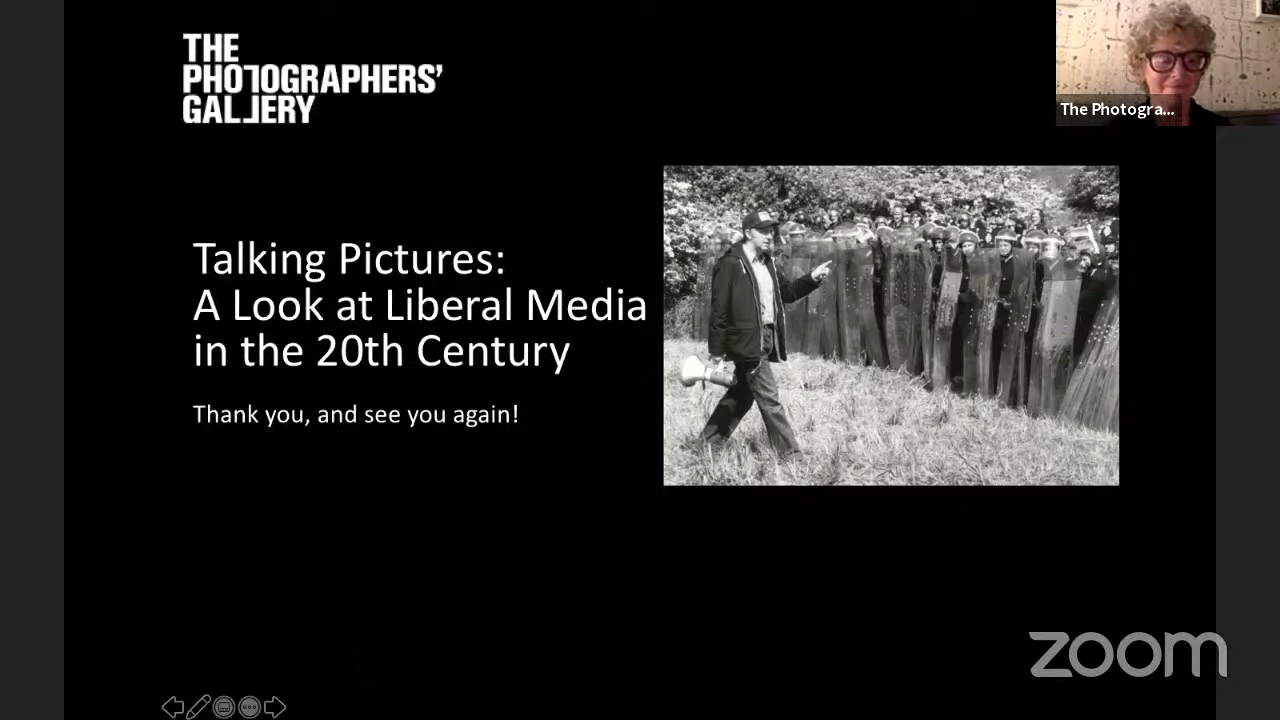 THE
PHOTOGRAPHERS'
GALLERY
The Photogra...
Talking Pictures:
A Look at Liberal Media
in the 20th Century
Thank you, and see you again!
zoom